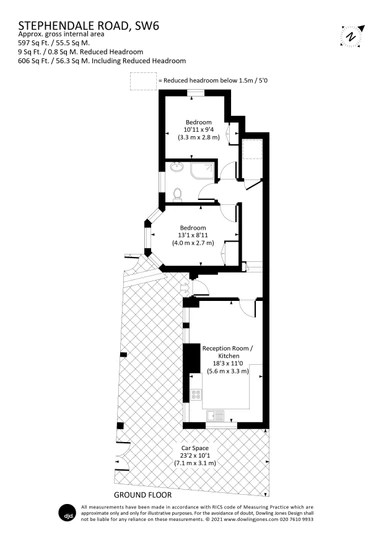 STEPHENDALE ROAD, SW6
Approx. gross internal area
597 Sq Ft. / 55.5 Sq M.
9 Sq Ft. / 0.8 Sq M. Reduced Headroom
606 Sq Ft. / 56.3 Sq M. Including Reduced Headroom
N
= Reduced headroom below 1.5m / 5'0
Bedroom
10'11 x 9'4
(3.3 m x 2.8 m)
Bedroom
13'1 x 8'11
(4.0 m x 2.7 m)
Reception Room /
Kitchen
18'3 x 11'0
(5.6 m x 3.3 m)
Car Space
23'2 x 10'1
(7.1 m x 3.1 m)
GROUND FLOOR
djd
All measurements have been made in accordance with RICS code of Measuring Practice which are
approximate only and only for illustrative purposes. For the avoidance of doubt, Dowling Jones Design shall
not be liable for any reliance on these measurements. © 2021 www.dowlingjones.com 020 7610 9933